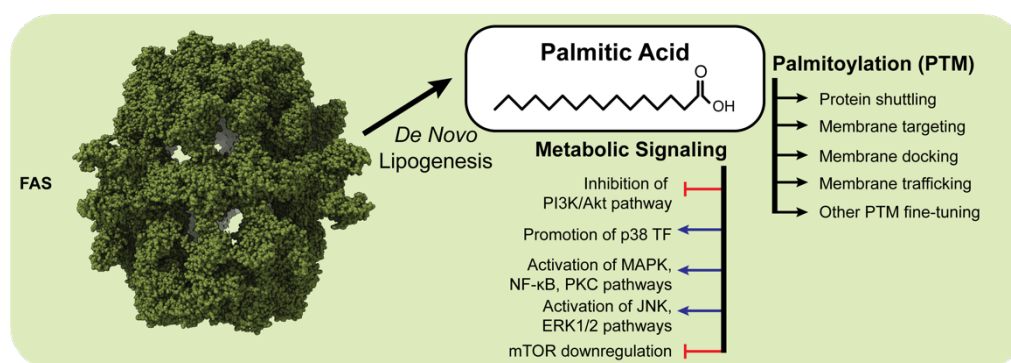 FAS
De Novo
Lipogenesis
Palmitic Acid
O
OH
Metabolic Signaling
Inhibition of
PI3K/Akt pathway
Promotion of p38 TF
Activation of MAPK,
NF-κB, PKC pathways
Activation of JNK,
ERK1/2 pathways
mTOR downregulation
Palmitoylation (PTM)
Protein shuttling
Membrane targeting
Membrane docking
Membrane trafficking
Other PTM fine-tuning